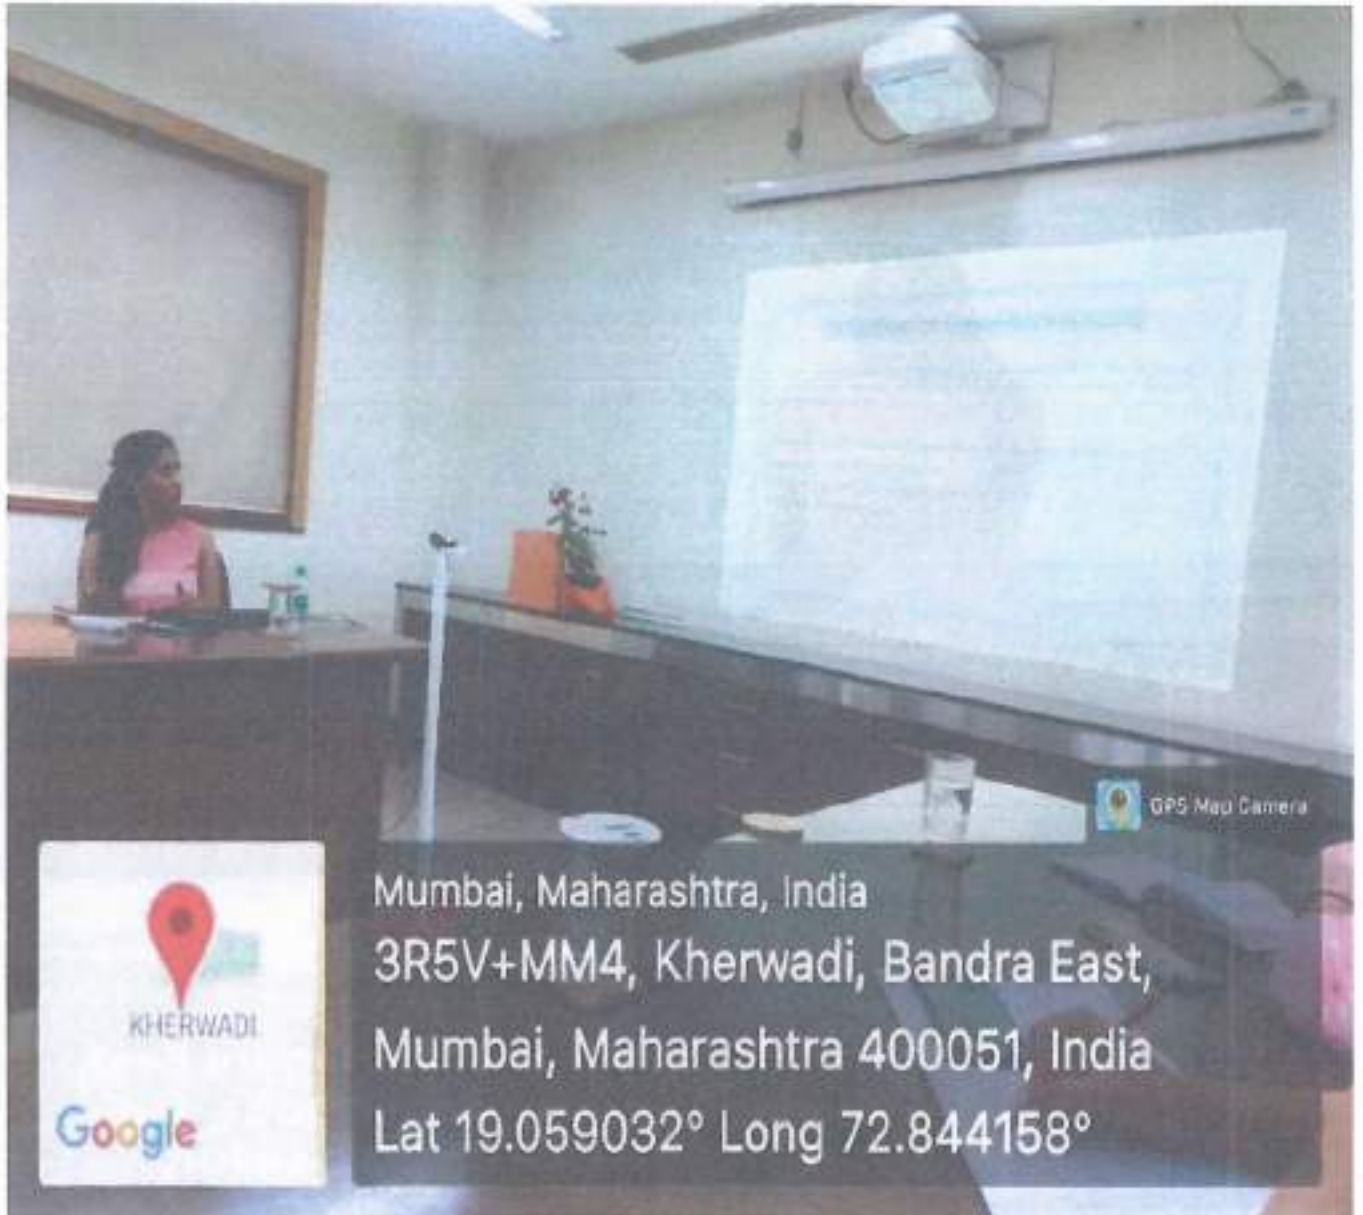 GPS Map Camera
KHERWADI
Google
Mumbai, Maharashtra, India
3R5V+MM4, Kherwadi, Bandra East,
Mumbai, Maharashtra 400051, India
Lat 19.059032° Long 72.844158°